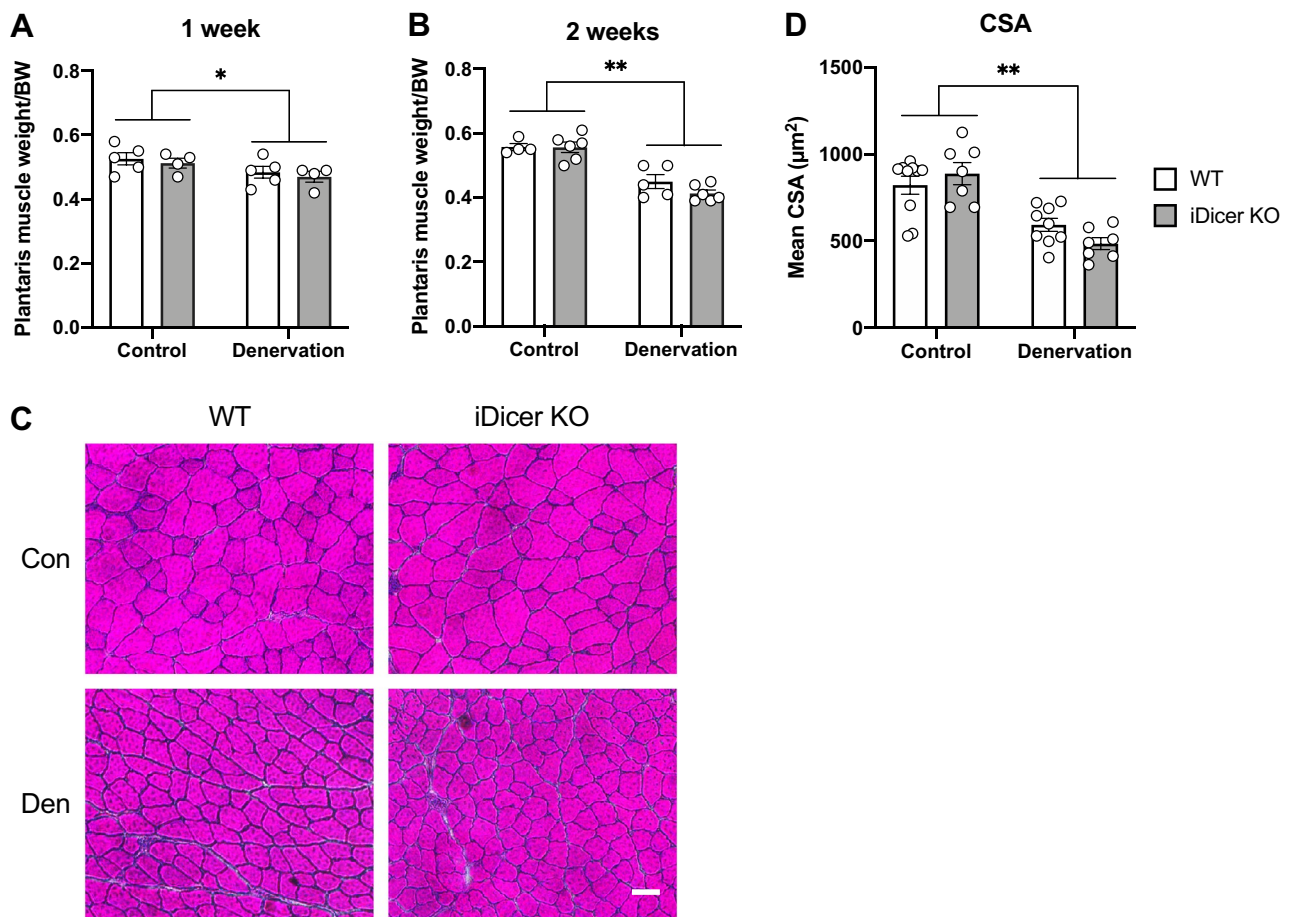 A
1 week
Plantaris muscle weight/BW
0.8
0.6
0.4
0.2
0.0
*
Control
Denervation
B
2 weeks
Plantaris muscle weight/BW
0.8
0.6
0.4
0.2
0.0
**
Control
Denervation
D
CSA
Mean CSA (µm²)
1500
1000
500
0
**
Control
Denervation
WT
iDicer KO
C
WT
iDicer KO
Con
Den